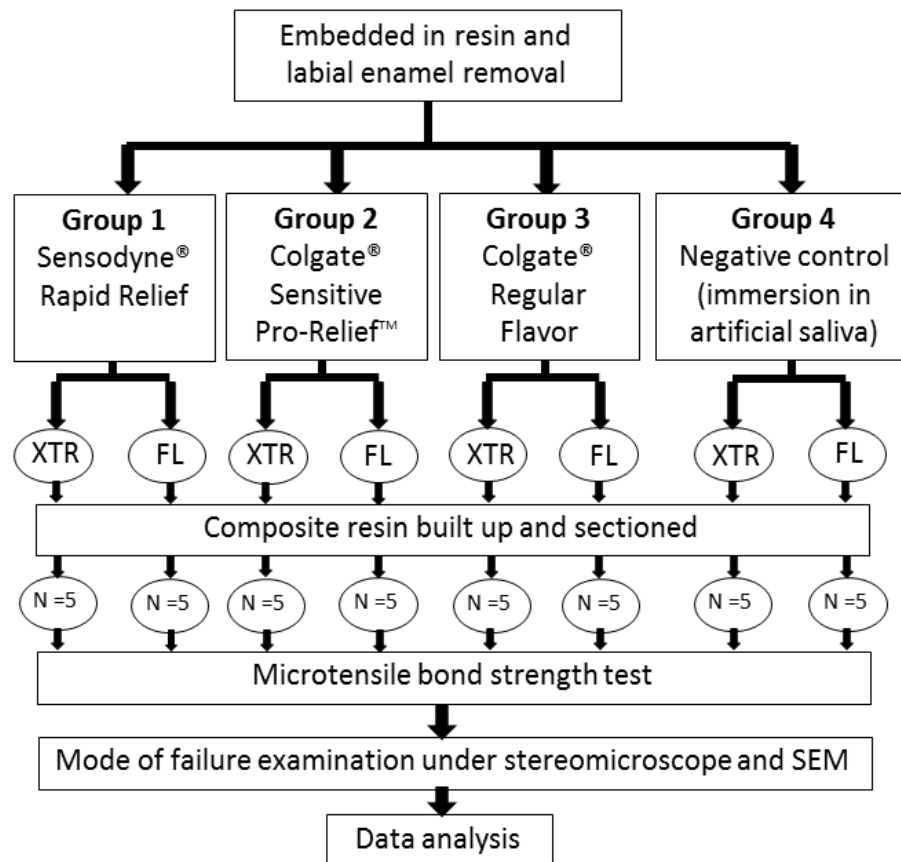 Embedded in resin and
labial enamel removal
Group 1
Sensodyne®
Rapid Relief
Group 2
Colgate®
Sensitive
Pro-Relief™
Group 3
Colgate®
Regular
Flavor
Group 4
Negative control
(immersion in
artificial saliva)
XTR
FL
XTR
FL
XTR
FL
XTR
FL
Composite resin built up and sectioned
N =5
N =5
N =5
N =5
N =5
N =5
N =5
N =5
Microtensile bond strength test
Mode of failure examination under stereomicroscope and SEM
Data analysis